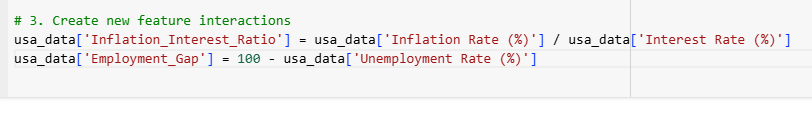 # 3. Create new feature interactions
usa_data['Inflation_Interest_Ratio'] = usa_data['Inflation Rate (%)'] / usa_data['Interest Rate (%)']
usa_data['Employment_Gap'] = 100 - usa_data['Unemployment Rate (%)']